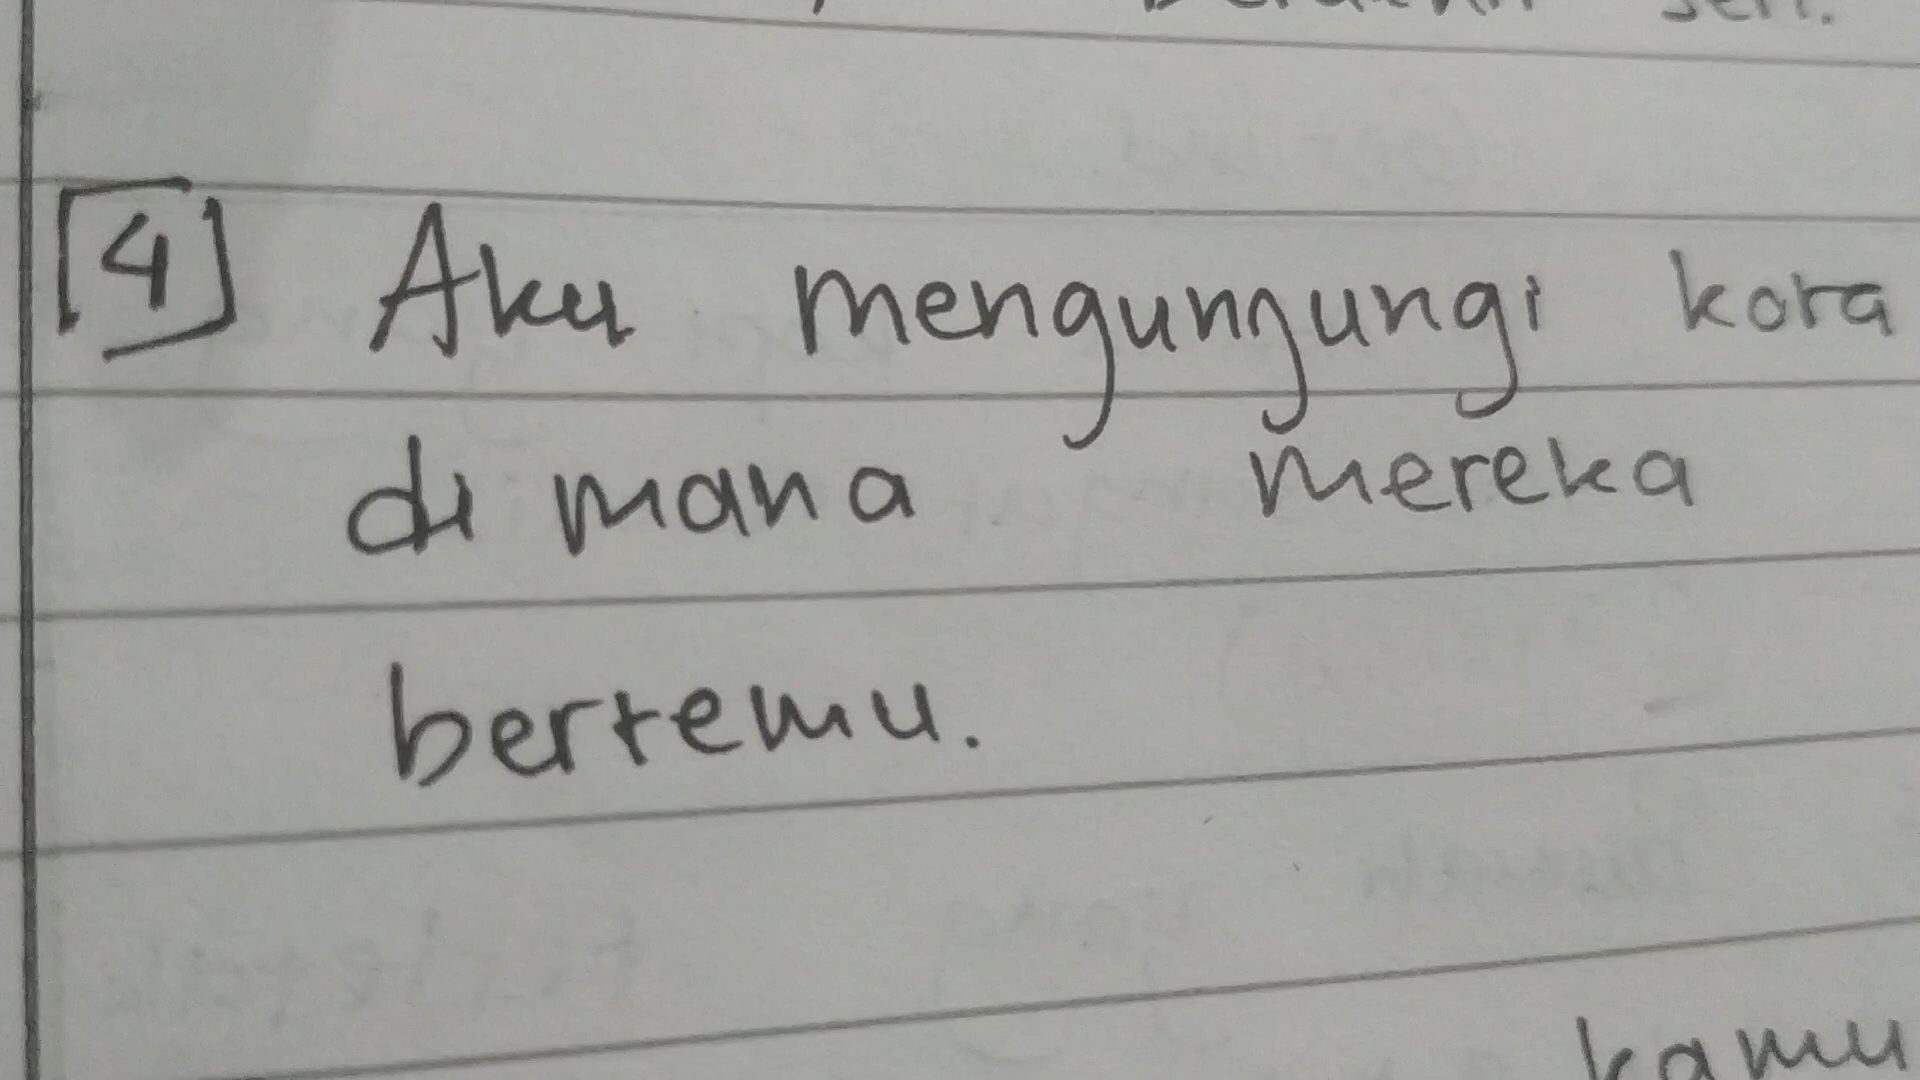 [4] Aku mengunjungi kota
di mana mereka
bertemu.
kamu